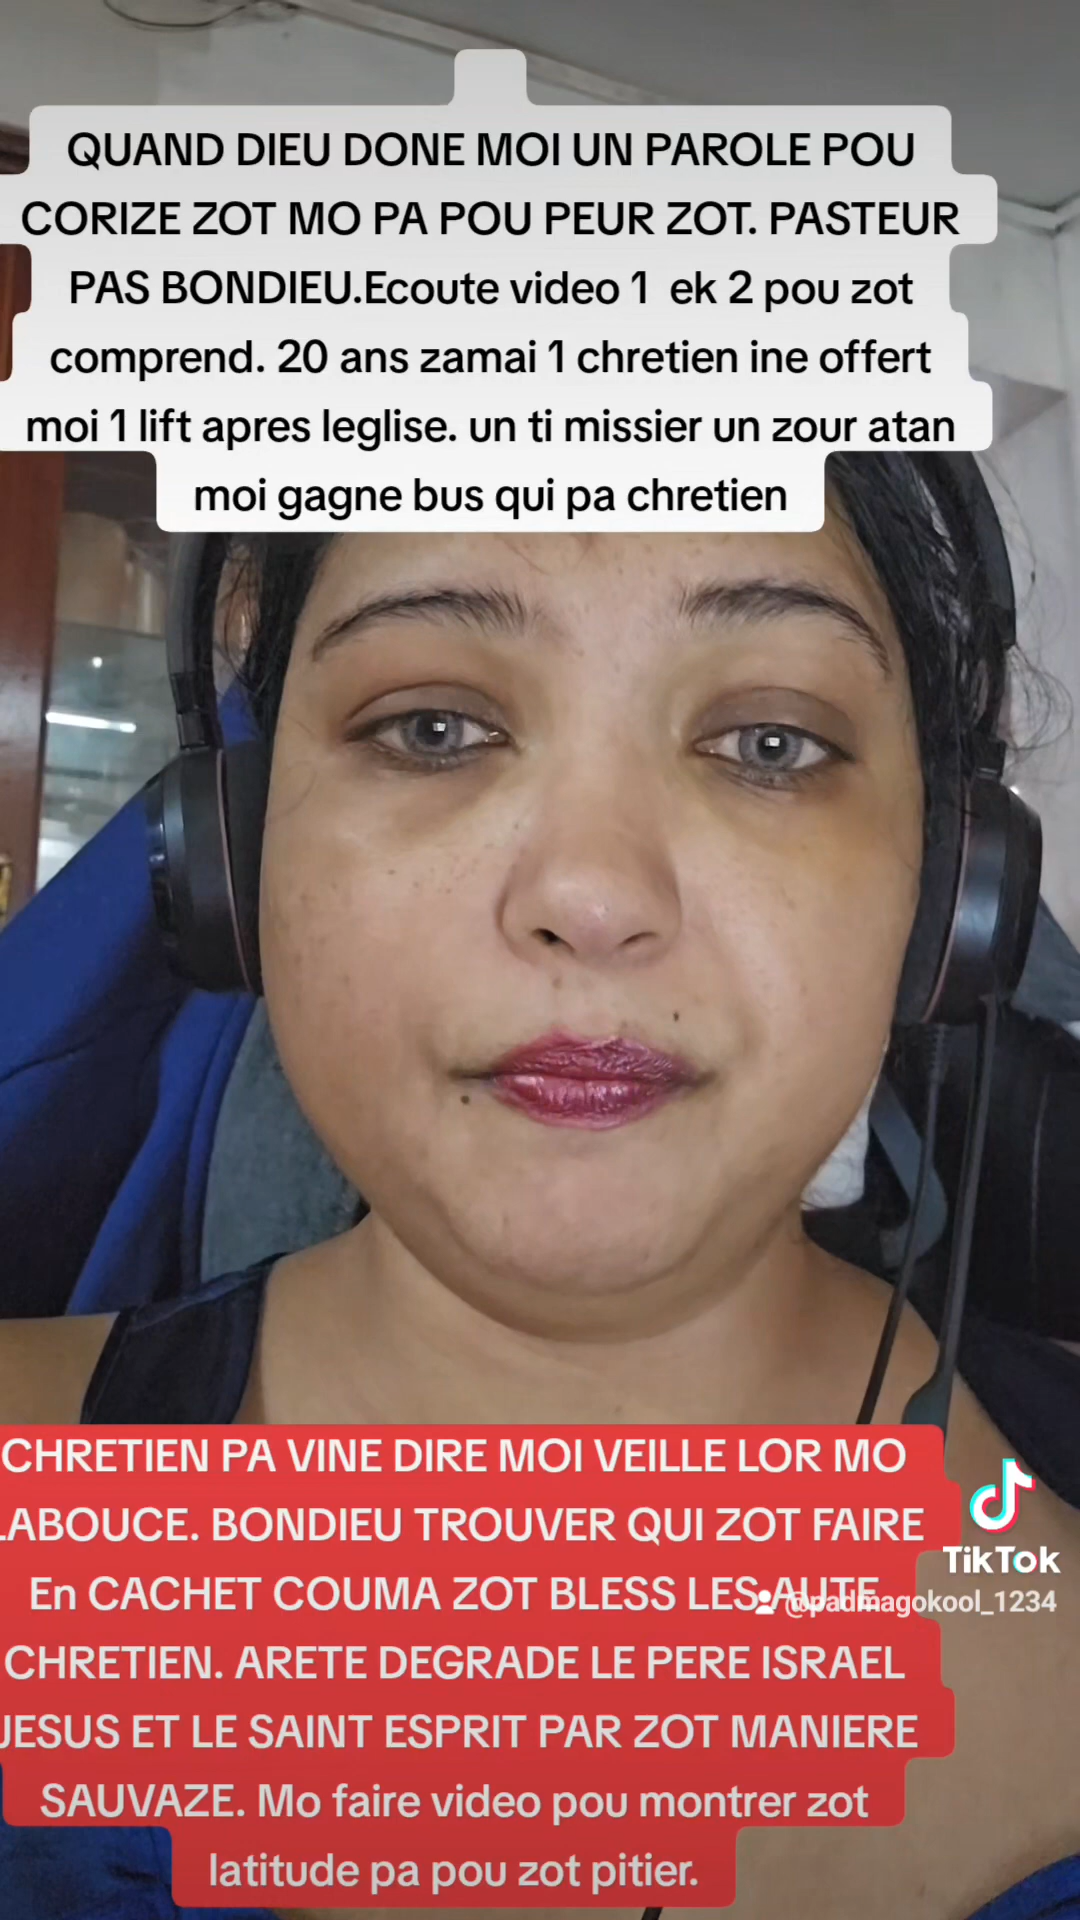 QUAND DIEU DONE MOI UN PAROLE POU
CORIZE ZOT MO PA POU PEUR ZOT. PASTEUR
PAS BONDIEU.Ecoute video 1 ek 2 pou zot
comprend. 20 ans zamai 1 chretien ine offert
moi 1 lift apres leglise. un ti missier un zour atan
moi gagne bus qui pa chretien
CHRETIEN PA VINE DIRE MOI VEILLE LOR MO
LABOUCE. BONDIEU TROUVER QUI ZOT FAIRE
En CACHET COUMA ZOT BLESS LES AUTE
CHRETIEN. ARETE DEGRADE LE PERE ISRAEL
JESUS ET LE SAINT ESPRIT PAR ZOT MANIERE
SAUVAZE. Mo faire video pou montrer zot
latitude pa pou zot pitier.
TikTok
@padmagokool_1234